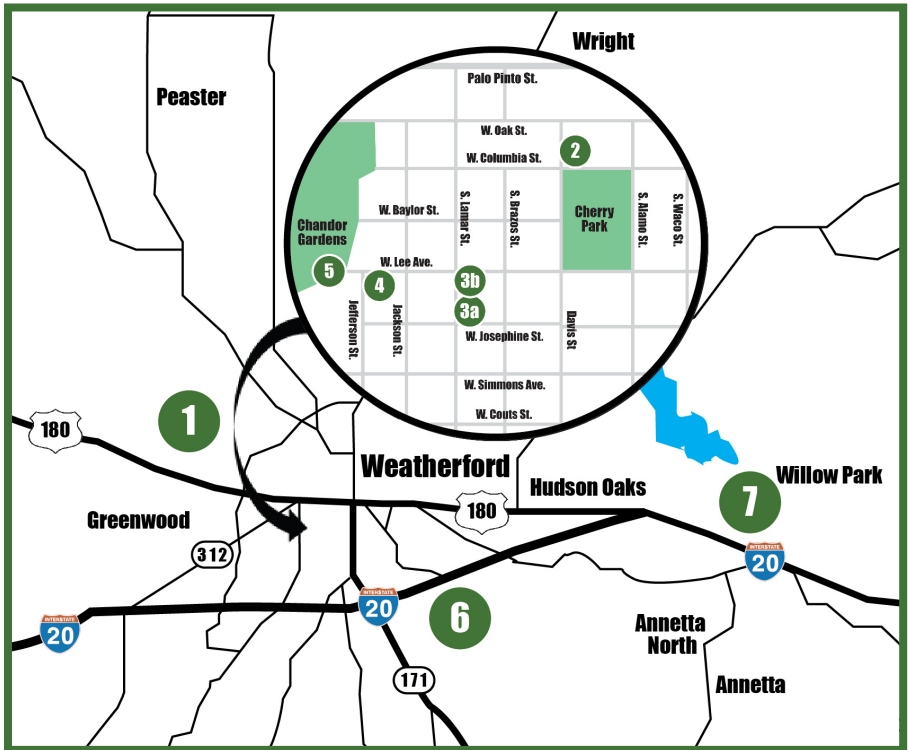 Wright
Peaster
Palo Pinto St.
W. Oak St.
2
W. Columbia St.
S. Lamar St.
S. Brazos St.
S. Alamo St.
S. Waco St.
W. Baylor St.
Cherry
Park
Chandor
Gardens
W. Lee Ave.
5
4
3b
3a
Jefferson St.
Jackson St.
Davis St
W. Josephine St.
W. Simmons Ave.
W. Couts St.
1
180
Weatherford
Willow Park
Hudson Oaks
7
180
Greenwood
312
INTERSTATE
20
INTERSTATE
20
6
INTERSTATE
20
Annetta
North
171
Annetta